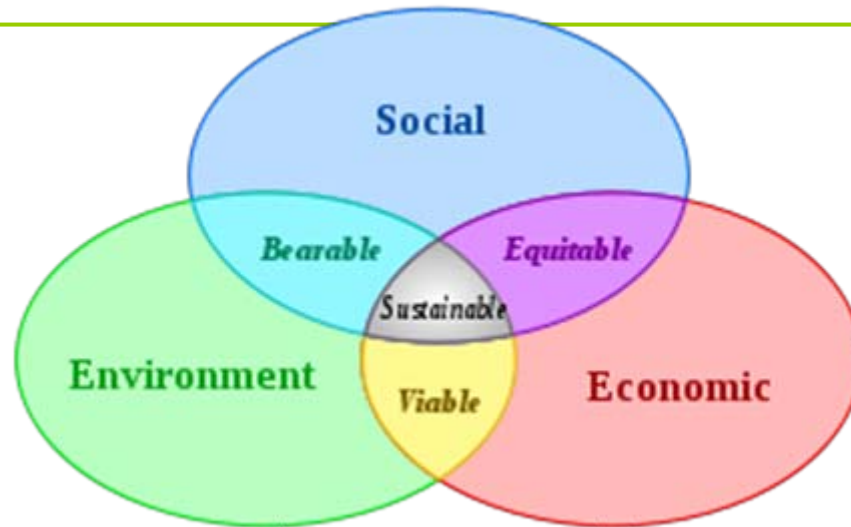 Social
Bearable
Equitable
Sustainable
Environment
Viable
Economic